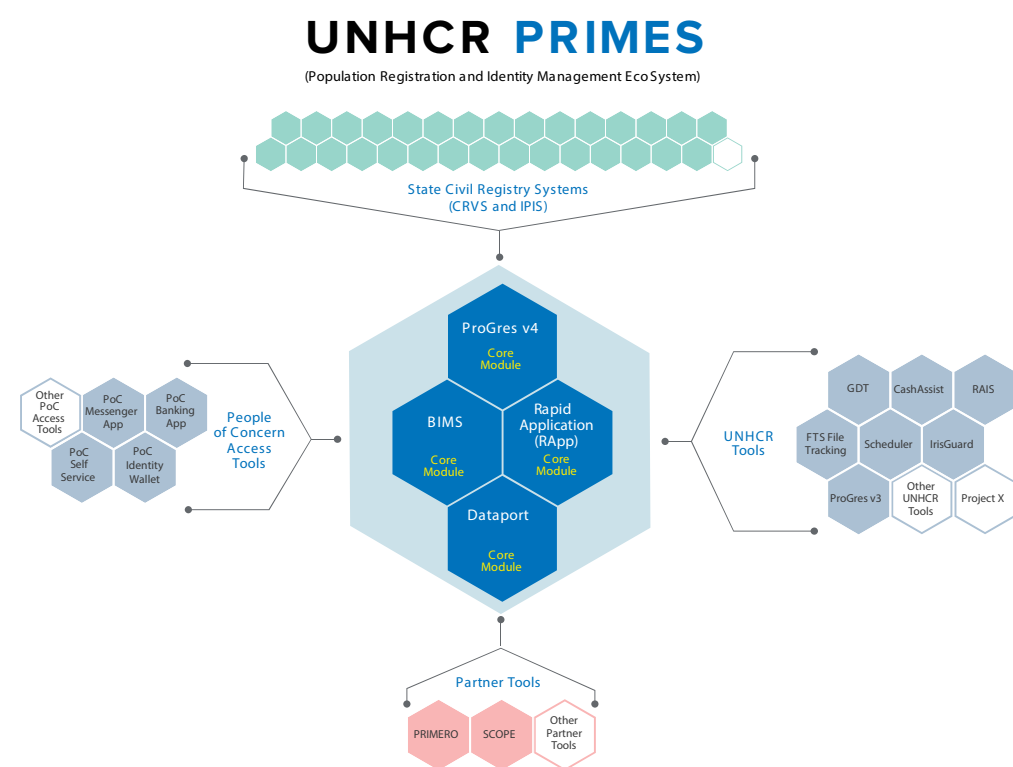 UNHCR PRIMES
(Population Registration and Identity Management EcoSystem)
State Civil Registry Systems
(CRVS and IPIS)
ProGres v4
Core
Module
BIMS
Core
Module
Rapid
Application
(RApp)
Core
Module
Dataport
Core
Module
Other
PoC
Access
Tools
PoC
Messenger
App
PoC
Banking
App
PoC
Self
Service
PoC
Identity
Wallet
People
of Concern
Access
Tools
UNHCR
Tools
GDT
CashAssist
RAIS
FTS File
Tracking
Scheduler
IrisGuard
ProGres v3
Other
UNHCR
Tools
Project X
Partner Tools
PRIMERO
SCOPE
Other
Partner
Tools